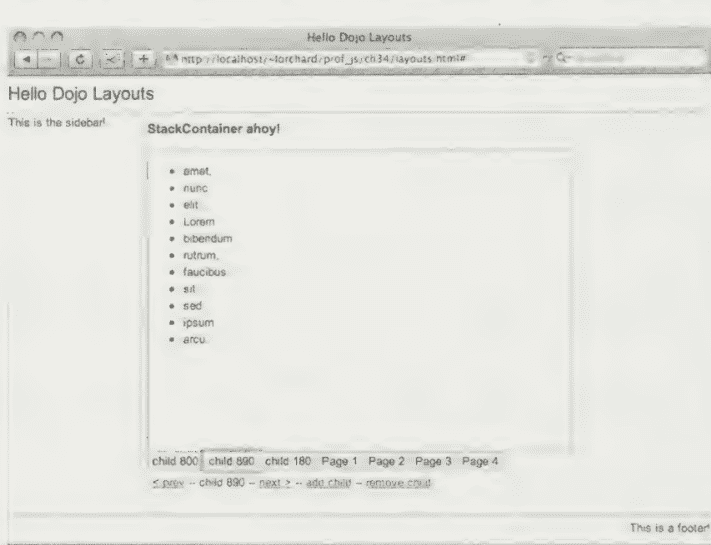 Hello Dojo Layouts
http://localhost/~lorchard/prof_js/ch34/layouts.html#
Hello Dojo Layouts
This is the sidebar!
StackContainer ahoy!
• amet,
• nunc
• elit
• Lorem
• bibendum
• rutrum,
• faucibus
• sit
• sed
• ipsum
• arcu.
child 800 child 890 child 180 Page 1 Page 2 Page 3 Page 4
< prev -- child 890 -- next > -- add child -- remove child
This is a footer!